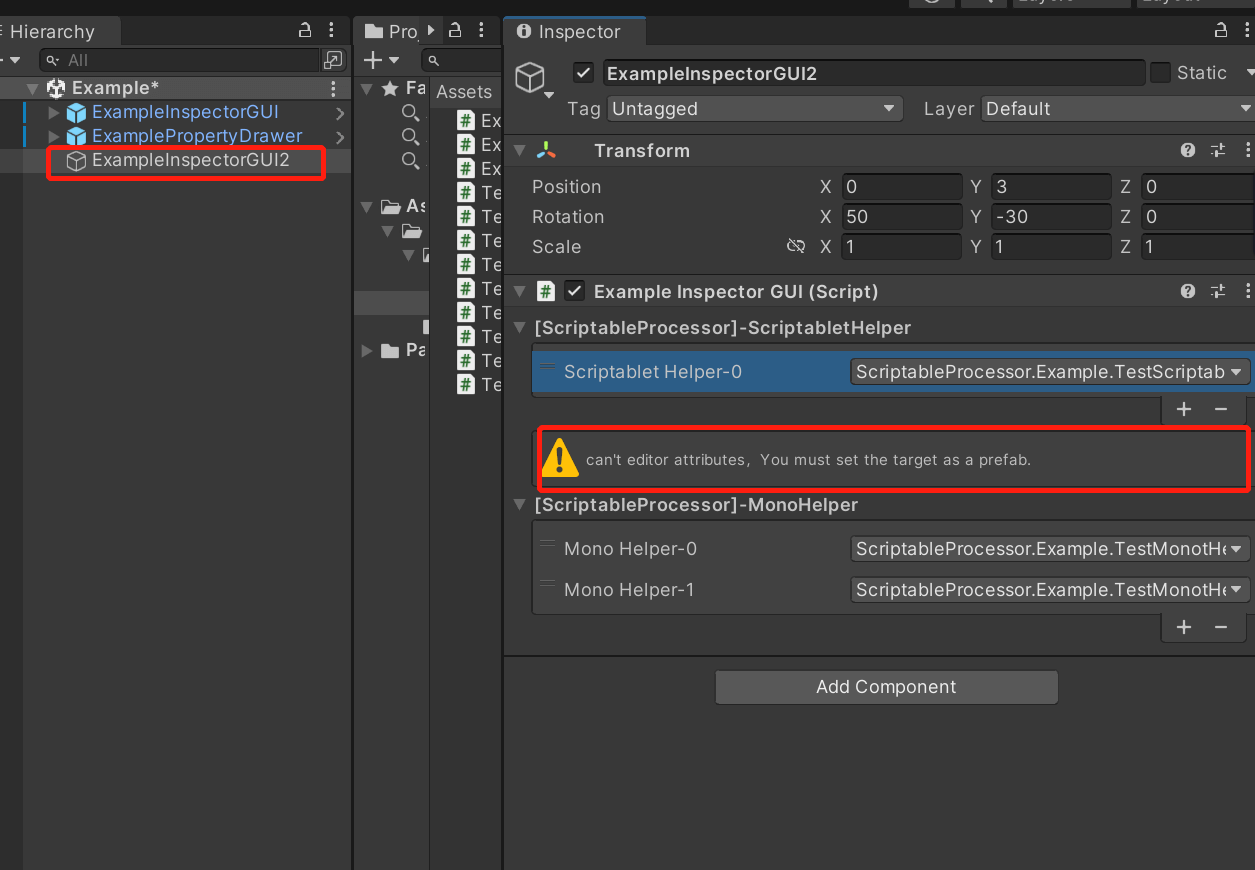 Layers
Layout
Hierarchy
All
Example*
ExampleInspectorGUI
ExamplePropertyDrawer
ExampleInspectorGUI2
Pro
Fa
As
Pa
Assets
Ex
Ex
Ex
Te
Te
Te
Te
Te
Te
Te
Te
Te
Inspector
ExampleInspectorGUI2
Static
Tag Untagged Layer Default
Transform
Position X 0 Y 3 Z 0
Rotation X 50 Y -30 Z 0
Scale X 1 Y 1 Z 1
# Example Inspector GUI (Script)
[ScriptableProcessor]-ScriptabletHelper
Scriptablet Helper-0 ScriptableProcessor.Example.TestScriptab
+ −
can't editor attributes，You must set the target as a prefab.
[ScriptableProcessor]-MonoHelper
Mono Helper-0 ScriptableProcessor.Example.TestMonotHe
Mono Helper-1 ScriptableProcessor.Example.TestMonotHe
+ −
Add Component